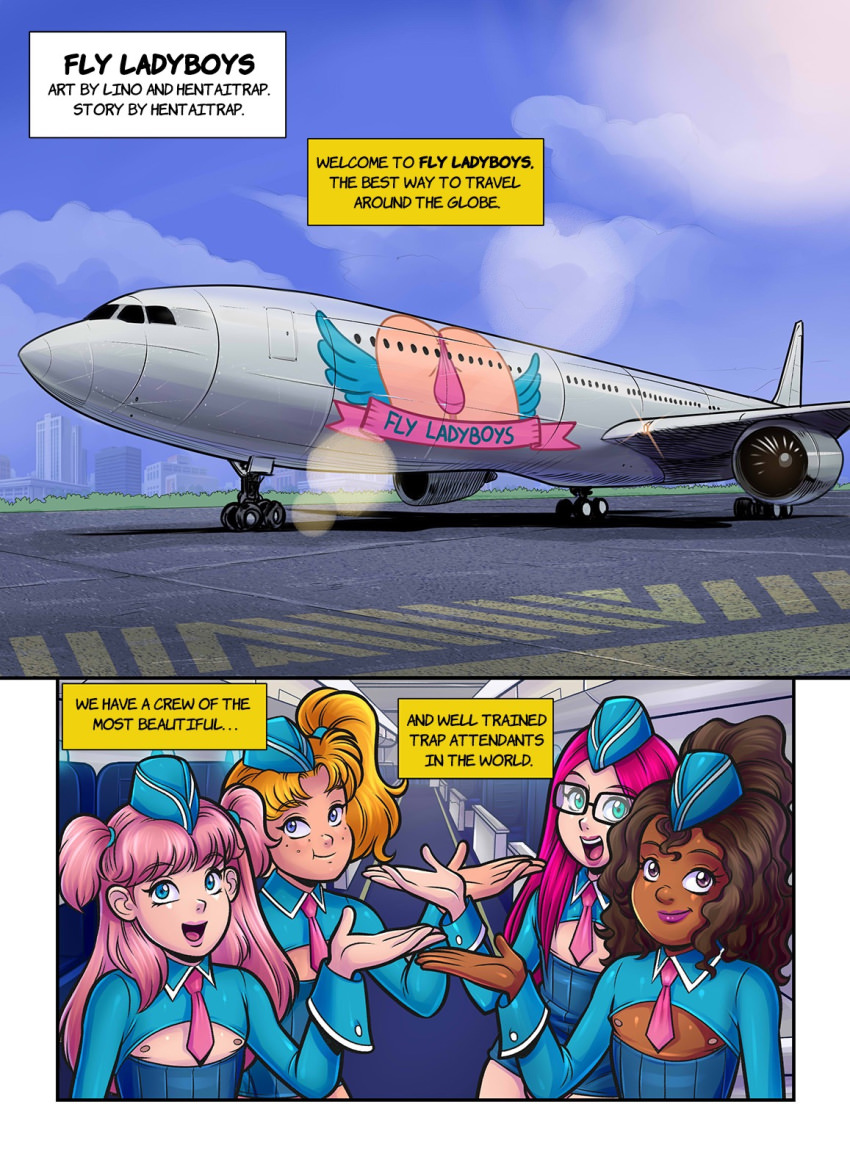 FLY LADYBOYS
ART BY LINO AND HENTAITRAP.
STORY BY HENTAITRAP.
WELCOME TO FLY LADYBOYS.
THE BEST WAY TO TRAVEL
AROUND THE GLOBE.
FLY LADYBOYS
WE HAVE A CREW OF THE
MOST BEAUTIFUL...
AND WELL TRAINED
TRAP ATTENDANTS
IN THE WORLD.